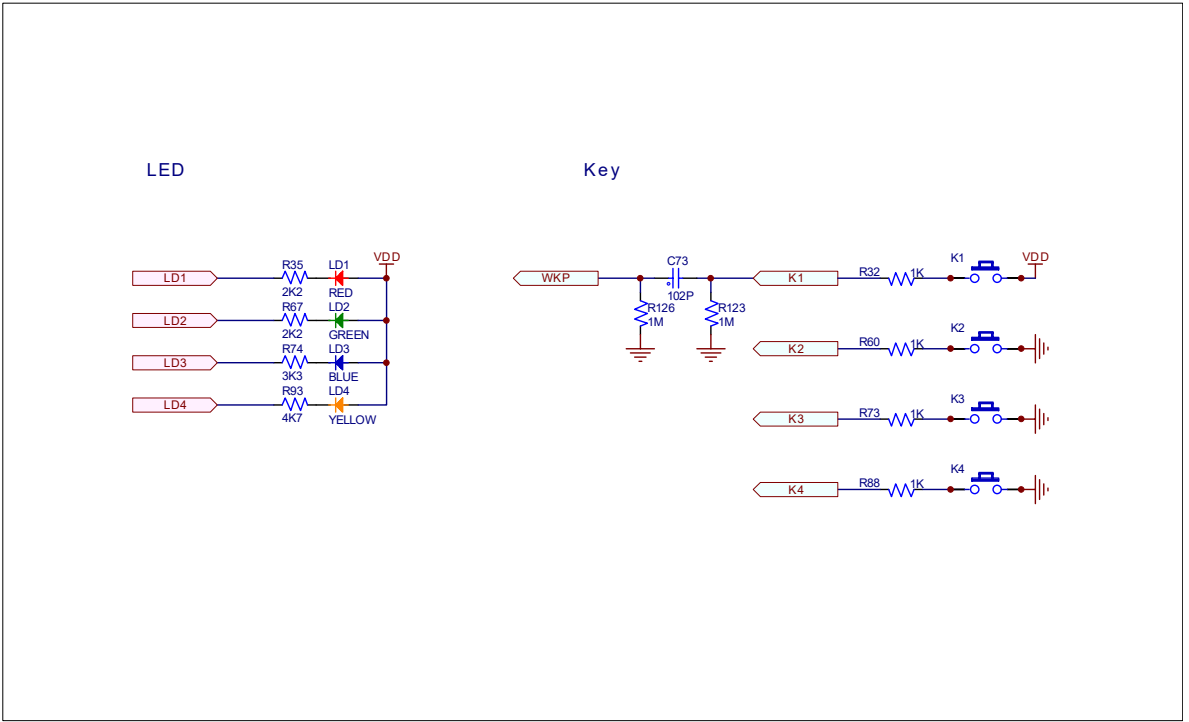 LED
Key
VDD
LD1
R35
2K2
LD1
RED
LD2
R67
2K2
LD2
GREEN
LD3
R74
3K3
LD3
BLUE
LD4
R93
4K7
LD4
YELLOW
WKP
C73
102P
R126
1M
R123
1M
K1
R32
1K
K1
VDD
K2
R60
1K
K2
K3
R73
1K
K3
K4
R88
1K
K4